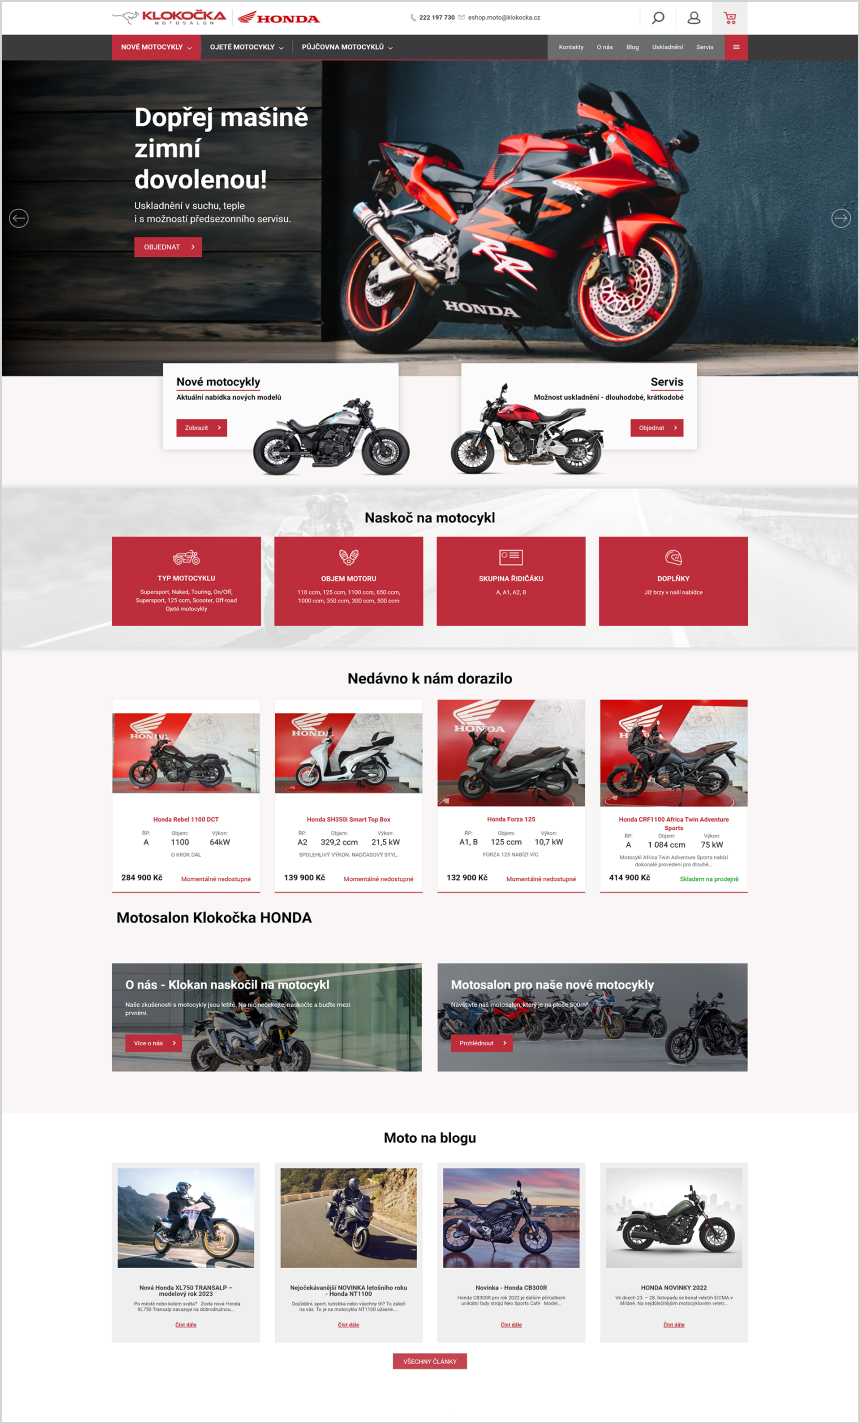 KLOKOČKA
MOTOSALON
HONDA
222 197 730 eshop.moto@klokocka.cz
NOVÉ MOTOCYKLY
OJETÉ MOTOCYKLY
PŮJČOVNA MOTOCYKLŮ
Kontakty
O nás
Blog
Uskladnění
Servis
Dopřej mašině
zimní
dovolenou!
Uskladnění v suchu, teple
i s možností předsezonního servisu.
OBJEDNAT
RR
HONDA
Nové motocykly
Aktuální nabídka nových modelů
Zobrazit
Servis
Možnost uskladnění - dlouhodobé, krátkodobé
Objednat
Naskoč na motocykl
TYP MOTOCYKLU
Supersport, Naked, Touring, On/Off,
Supersport, 125 ccm, Scooter, Off-road
Ojeté motocykly
OBJEM MOTORU
110 ccm, 125 ccm, 1100 ccm, 650 ccm,
1000 ccm, 350 ccm, 300 ccm, 500 ccm
SKUPINA ŘIDIČÁKU
A, A1, A2, B
DOPLŇKY
Již brzy v naší nabídce
Nedávno k nám dorazilo
HONDA
Honda Rebel 1100 DCT
ŘP: Objem: Výkon:
A 1100 64kW
O KROK DÁL
284 900 Kč Momentálně nedostupné
HONDA
Honda SH350i Smart Top Box
ŘP: Objem: Výkon:
A2 329,2 ccm 21,5 kW
SPOLEHLIVÝ VÝKON. NADČASOVÝ STYL.
139 900 Kč Momentálně nedostupné
HONDA
Honda Forza 125
ŘP: Objem: Výkon:
A1, B 125 ccm 10,7 kW
FORZA 125 NABÍZÍ VÍC.
132 900 Kč Momentálně nedostupné
Honda CRF1100 Africa Twin Adventure
Sports
ŘP: Objem: Výkon:
A 1 084 ccm 75 kW
Motocykl Africa Twin Adventure Sports nabízí
dokonalé provedení pro dlouhé...
414 900 Kč Skladem na prodejně
Motosalon Klokočka HONDA
O nás - Klokan naskočil na motocykl
Naše zkušenosti s motocykly jsou letité. Na nic nečekejte, naskočte a buďte mezi
prvními.
Více o nás
Motosalon pro naše nové motocykly
Navštivte náš motosalon, který je na ploše 500m²
Prohlédnout
Moto na blogu
Nová Honda XL750 TRANSALP –
modelový rok 2023
Po městě nebo kolem světa? Zcela nová Honda
XL750 Transalp navazuje na dobrodružnou...
Číst dále
Nejočekávanější NOVINKA letošního roku
- Honda NT1100
Dojíždění, sport, turistika nebo všechny tři? To záleží
na vás. To je na motocyklu NT1100 úžasné...
Číst dále
Novinka - Honda CB300R
Honda CB300R pro rok 2022 je dalším přírůstkem
unikátní řady strojů Neo Sports Café Model...
Číst dále
HONDA NOVINKY 2022
Ve dnech 23. – 28. listopadu se konal veletrh EICMA v
Miláně. Na nejdůležitějším motocyklovém veletr...
Číst dále
VŠECHNY ČLÁNKY